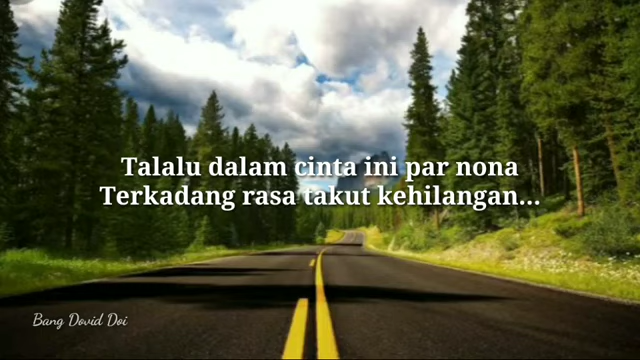 Talalu dalam cinta ini par nona
Terkadang rasa takut kehilangan...
Bang Dovid Doi